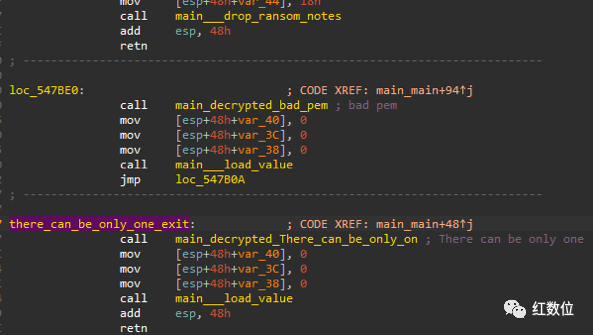 mov [esp+48h+var_44], 18h
call main___drop_ransom_notes
add esp, 48h
retn
; ---------------------------------------------------------------------------
loc_547BE0: ; CODE XREF: main_main+94↑j
call main_decrypted_bad_pem ; bad pem
mov [esp+48h+var_40], 0
mov [esp+48h+var_3C], 0
mov [esp+48h+var_38], 0
call main___load_value
jmp loc_547B0A
; ---------------------------------------------------------------------------
there_can_be_only_one_exit: ; CODE XREF: main_main+48↑j
call main_decrypted_There_can_be_only_on ; There can be only one
mov [esp+48h+var_40], 0
mov [esp+48h+var_3C], 0
mov [esp+48h+var_38], 0
call main___load_value
add esp, 48h
retn
红数位